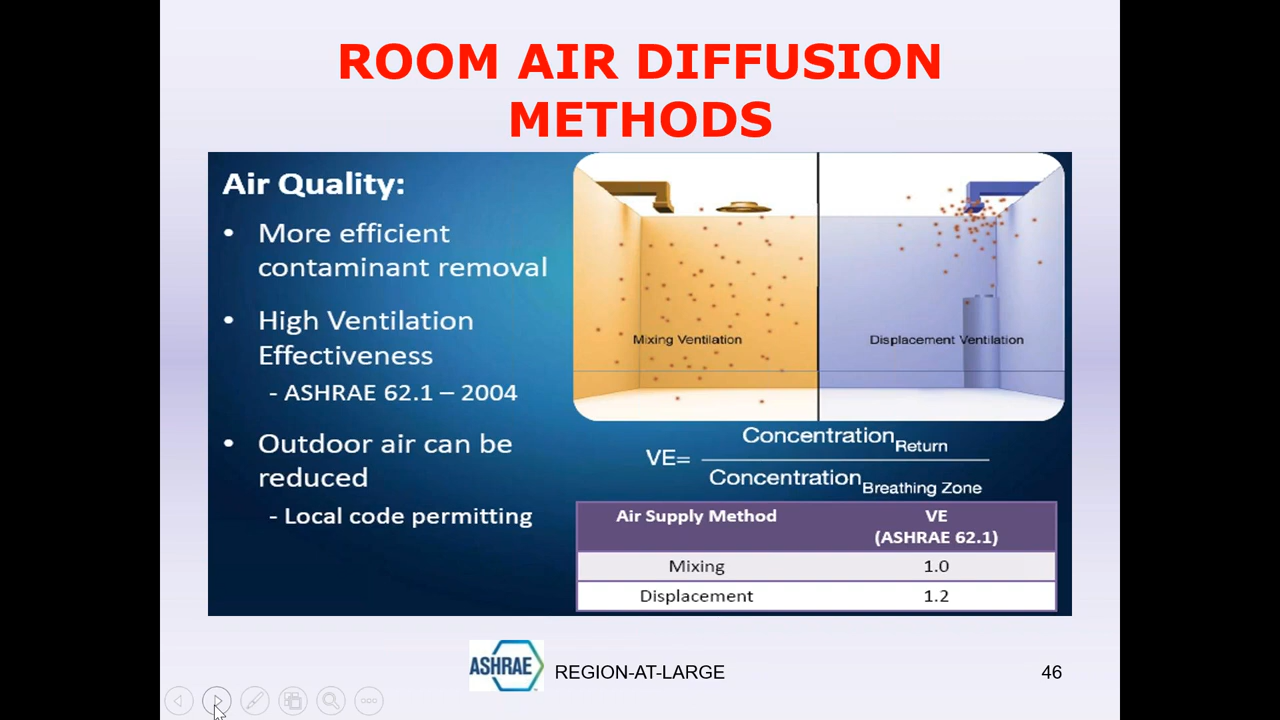 ROOM AIR DIFFUSION
METHODS
Air Quality:
• More efficient
contaminant removal
• High Ventilation
Effectiveness
- ASHRAE 62.1 – 2004
• Outdoor air can be
reduced
- Local code permitting
Mixing Ventilation
Displacement Ventilation
VE= Concentration Return
Concentration Breathing Zone
Air Supply Method VE
(ASHRAE 62.1)
Mixing 1.0
Displacement 1.2
ASHRAE REGION-AT-LARGE 46